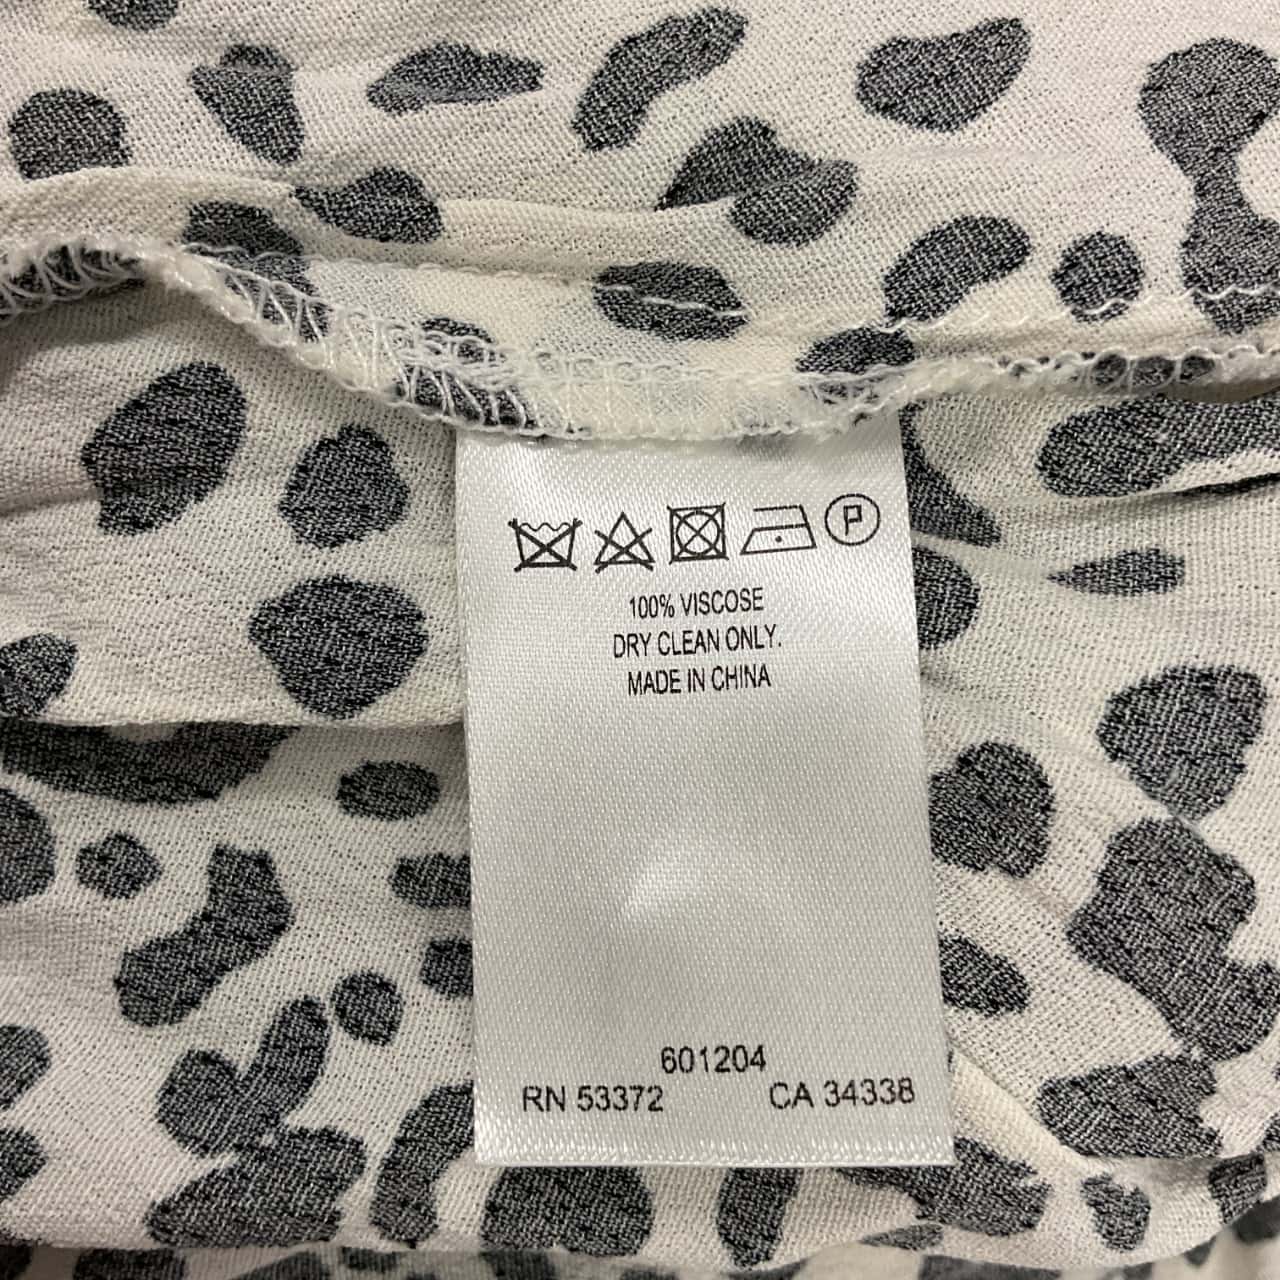 P
100% VISCOSE
DRY CLEAN ONLY.
MADE IN CHINA
601204
RN 53372 CA 34338